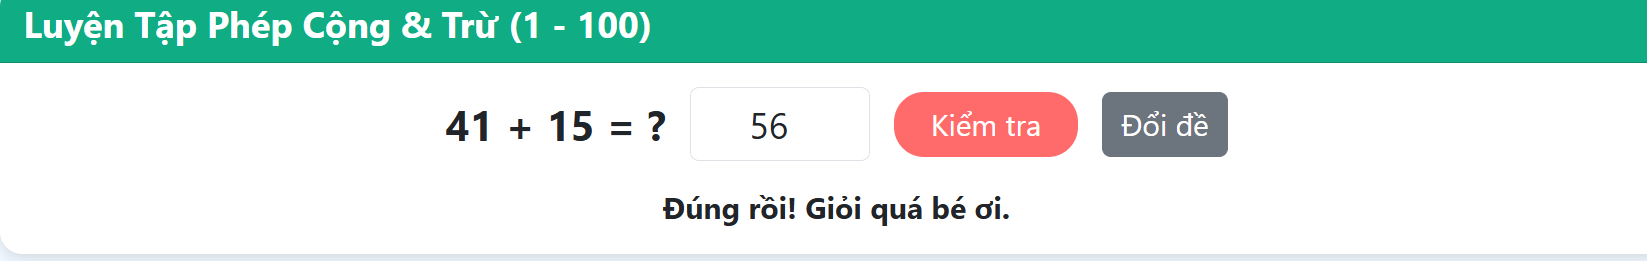 Luyện Tập Phép Cộng & Trừ (1 - 100)
41 + 15 = ? 56 Kiểm tra Đổi đề
Đúng rồi! Giỏi quá bé ơi.